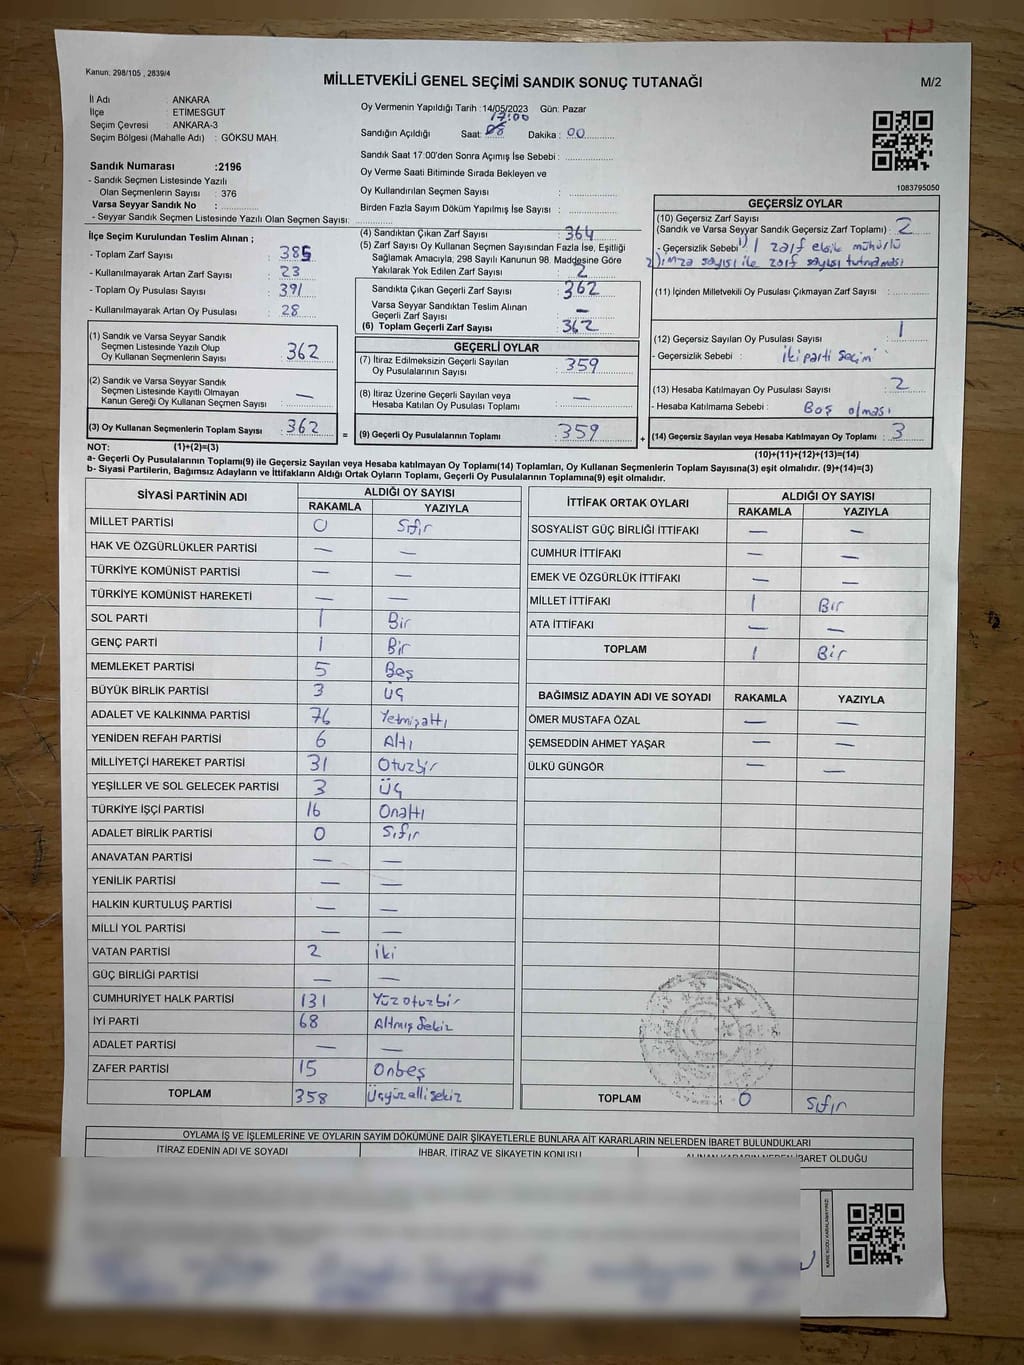 Kanun. 298/105 , 2839/4
MİLLETVEKİLİ GENEL SEÇİMİ SANDIK SONUÇ TUTANAĞI
M/2
İl Adı : ANKARA
İlçe : ETİMESGUT
Seçim Çevresi : ANKARA-3
Seçim Bölgesi (Mahalle Adı) : GÖKSU MAH.
Sandık Numarası :2196
- Sandık Seçmen Listesinde Yazılı
Olan Seçmenlerin Sayısı : 376
Varsa Seyyar Sandık No :
- Seyyar Sandık Seçmen Listesinde Yazılı Olan Seçmen Sayısı:
Oy Vermenin Yapıldığı Tarih :14/05/2023 Gün: Pazar
17:00
Sandığın Açıldığı Saat: 08 Dakika : 00
Sandık Saat 17:00'den Sonra Açımış İse Sebebi :
Oy Verme Saati Bitiminde Sırada Bekleyen ve
Oy Kullandırılan Seçmen Sayısı :
Birden Fazla Sayım Döküm Yapılmış İse Sayısı :
1083795050
İlçe Seçim Kurulundan Teslim Alınan ;
- Toplam Zarf Sayısı : 385
- Kullanılmayarak Artan Zarf Sayısı : 23
- Toplam Oy Pusulası Sayısı : 391
- Kullanılmayarak Artan Oy Pusulası : 28
(1) Sandık ve Varsa Seyyar Sandık
Seçmen Listesinde Yazılı Olup
Oy Kullanan Seçmenlerin Sayısı : 362
(2) Sandık ve Varsa Seyyar Sandık
Seçmen Listesinde Kayıtlı Olmayan
Kanun Gereği Oy Kullanan Seçmen Sayısı : —
(3) Oy Kullanan Seçmenlerin Toplam Sayısı : 362
(4) Sandıktan Çıkan Zarf Sayısı : 364
(5) Zarf Sayısı Oy Kullanan Seçmen Sayısından Fazla İse, Eşitliği
Sağlamak Amacıyla, 298 Sayılı Kanunun 98. Maddesine Göre
Yakılarak Yok Edilen Zarf Sayısı : 2
Sandıkta Çıkan Geçerli Zarf Sayısı : 362
Varsa Seyyar Sandıktan Teslim Alınan
Geçerli Zarf Sayısı : —
(6) Toplam Geçerli Zarf Sayısı : 362
GEÇERLİ OYLAR
(7) İtiraz Edilmeksizin Geçerli Sayılan
Oy Pusulalarının Sayısı : 359
(8) İtiraz Üzerine Geçerli Sayılan veya
Hesaba Katılan Oy Pusulası Toplamı : —
= (9) Geçerli Oy Pusulalarının Toplamı : 359 +
GEÇERSİZ OYLAR
(10) Geçersiz Zarf Sayısı
(Sandık ve Varsa Seyyar Sandık Geçersiz Zarf Toplamı) : 2
- Geçersizlik Sebebi 1) 1 zarf eksik mühürlü
2) imza sayısı ile zarf sayısı tutmaması
(11) İçinden Milletvekili Oy Pusulası Çıkmayan Zarf Sayısı :
(12) Geçersiz Sayılan Oy Pusulası Sayısı : 1
- Geçersizlik Sebebi : İki parti seçim
(13) Hesaba Katılmayan Oy Pusulası Sayısı : 2
- Hesaba Katılmama Sebebi : Boş olması
(14) Geçersiz Sayılan veya Hesaba Katılmayan Oy Toplamı : 3
NOT: (1)+(2)=(3)
(10)+(11)+(12)+(13)=(14)
a- Geçerli Oy Pusulaları Toplamı(9) ile Geçersiz Sayılan veya Hesaba katılmayan Oy Toplamı(14) Toplamları, Oy Kullanan Seçmenlerin Toplam Sayısına(3) eşit olmalıdır. (9)+(14)=(3)
b- Siyasi Partilerin, Bağımsız Adayların ve İttifakların Aldığı Ortak Oyların Toplamı, Geçerli Oy Pusulalarının Toplamına(9) eşit olmalıdır.
SİYASİ PARTİNİN ADI ALDIĞI OY SAYISI
RAKAMLA YAZIYLA
MİLLET PARTİSİ 0 Sıfır
HAK VE ÖZGÜRLÜKLER PARTİSİ — —
TÜRKİYE KOMÜNİST PARTİSİ — —
TÜRKİYE KOMÜNİST HAREKETİ — —
SOL PARTİ 1 Bir
GENÇ PARTİ 1 Bir
MEMLEKET PARTİSİ 5 Beş
BÜYÜK BİRLİK PARTİSİ 3 Üç
ADALET VE KALKINMA PARTİSİ 76 Yetmişaltı
YENİDEN REFAH PARTİSİ 6 Altı
MİLLİYETÇİ HAREKET PARTİSİ 31 Otuzbir
YEŞİLLER VE SOL GELECEK PARTİSİ 3 Üç
TÜRKİYE İŞÇİ PARTİSİ 16 Onaltı
ADALET BİRLİK PARTİSİ 0 Sıfır
ANAVATAN PARTİSİ — —
YENİLİK PARTİSİ — —
HALKIN KURTULUŞ PARTİSİ — —
MİLLİ YOL PARTİSİ — —
VATAN PARTİSİ 2 İki
GÜÇ BİRLİĞİ PARTİSİ — —
CUMHURİYET HALK PARTİSİ 131 Yüzotuzbir
İYİ PARTİ 68 Altmışsekiz
ADALET PARTİSİ — —
ZAFER PARTİSİ 15 Onbeş
TOPLAM 358 Üçyüzellisekiz
İTTİFAK ORTAK OYLARI ALDIĞI OY SAYISI
RAKAMLA YAZIYLA
SOSYALİST GÜÇ BİRLİĞİ İTTİFAKI — —
CUMHUR İTTİFAKI — —
EMEK VE ÖZGÜRLÜK İTTİFAKI — —
MİLLET İTTİFAKI 1 Bir
ATA İTTİFAKI — —
TOPLAM 1 Bir
BAĞIMSIZ ADAYIN ADI VE SOYADI RAKAMLA YAZIYLA
ÖMER MUSTAFA ÖZAL — —
ŞEMSEDDİN AHMET YAŞAR — —
ÜLKÜ GÜNGÖR — —
TOPLAM 0 Sıfır
OYLAMA İŞ VE İŞLEMLERİNE VE OYLARIN SAYIM DÖKÜMÜNE DAİR ŞİKAYETLERLE BUNLARA AİT KARARLARIN NELERDEN İBARET BULUNDUKLARI
İTİRAZ EDENİN ADI VE SOYADI İHBAR, İTİRAZ VE ŞİKAYETİN KONUSU ALINAN KARARIN NEDEN İBARET OLDUĞU
KARE KODU KARALAMAYINIZ!